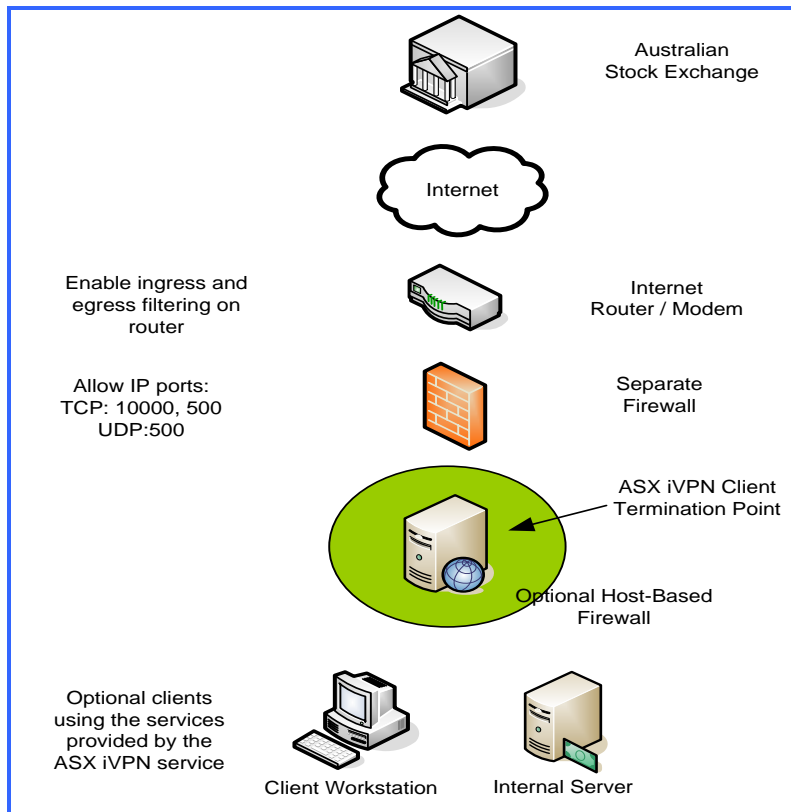 Australian
Stock Exchange
Internet
Enable ingress and
egress filtering on
router
Internet
Router / Modem
Allow IP ports:
TCP: 10000, 500
UDP:500
Separate
Firewall
ASX iVPN Client
Termination Point
Optional Host-Based
Firewall
Optional clients
using the services
provided by the
ASX iVPN service
Client Workstation
Internal Server